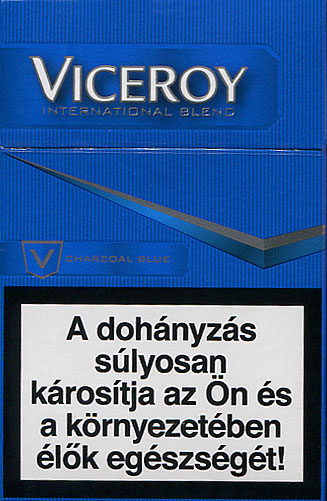 VICEROY
INTERNATIONAL BLEND
V CHARCOAL BLUE
A dohányzás
súlyosan
károsítja az Ön és
a környezetében
élők egészségét!